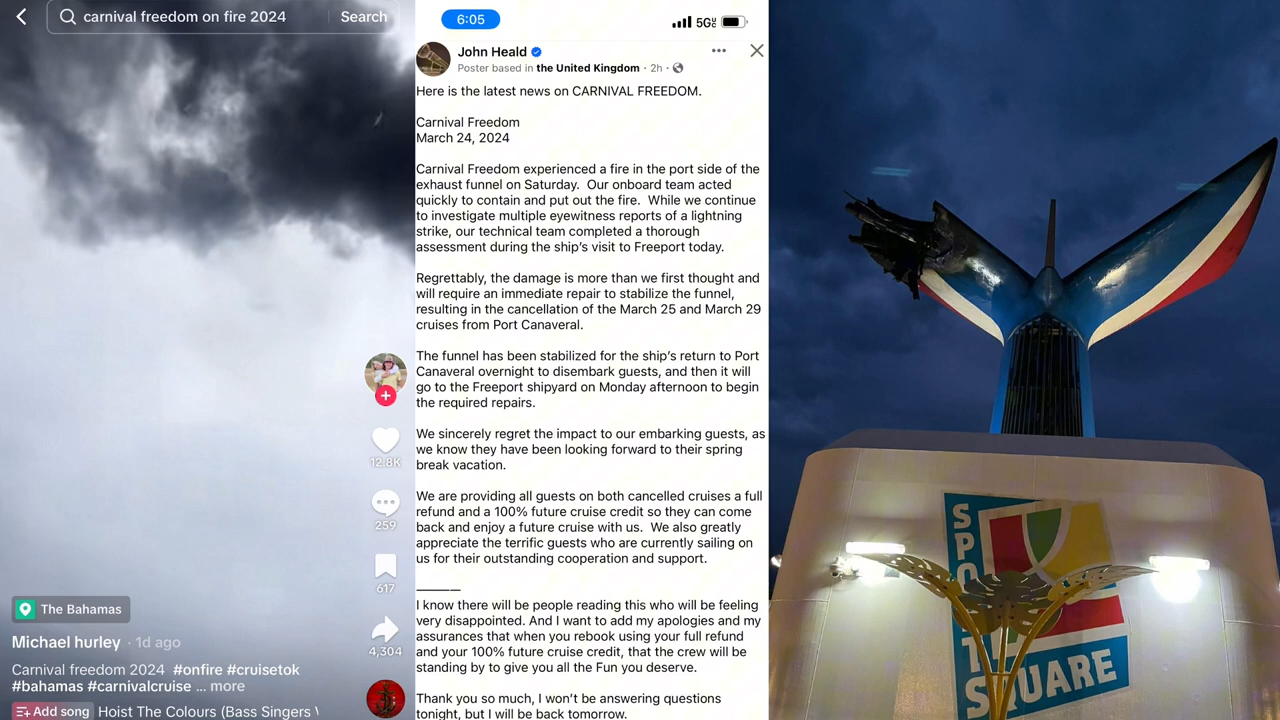 carnival freedom on fire 2024
Search
12.8K
259
617
4,304
The Bahamas
Michael hurley · 1d ago
Carnival freedom 2024 #onfire #cruisetok
#bahamas #carnivalcruise ... more
Add song
Hoist The Colours (Bass Singers
6:05
5G
John Heald
Poster based in the United Kingdom · 2h ·
Here is the latest news on CARNIVAL FREEDOM.
Carnival Freedom
March 24, 2024
Carnival Freedom experienced a fire in the port side of the
exhaust funnel on Saturday. Our onboard team acted
quickly to contain and put out the fire. While we continue
to investigate multiple eyewitness reports of a lightning
strike, our technical team completed a thorough
assessment during the ship's visit to Freeport today.
Regrettably, the damage is more than we first thought and
will require an immediate repair to stabilize the funnel,
resulting in the cancellation of the March 25 and March 29
cruises from Port Canaveral.
The funnel has been stabilized for the ship's return to Port
Canaveral overnight to disembark guests, and then it will
go to the Freeport shipyard on Monday afternoon to begin
the required repairs.
We sincerely regret the impact to our embarking guests, as
we know they have been looking forward to their spring
break vacation.
We are providing all guests on both cancelled cruises a full
refund and a 100% future cruise credit so they can come
back and enjoy a future cruise with us. We also greatly
appreciate the terrific guests who are currently sailing on
us for their outstanding cooperation and support.
I know there will be people reading this who will be feeling
very disappointed. And I want to add my apologies and my
assurances that when you rebook using your full refund
and your 100% future cruise credit, that the crew will be
standing by to give you all the Fun you deserve.
Thank you so much, I won't be answering questions
tonight, but I will be back tomorrow.
SQUARE